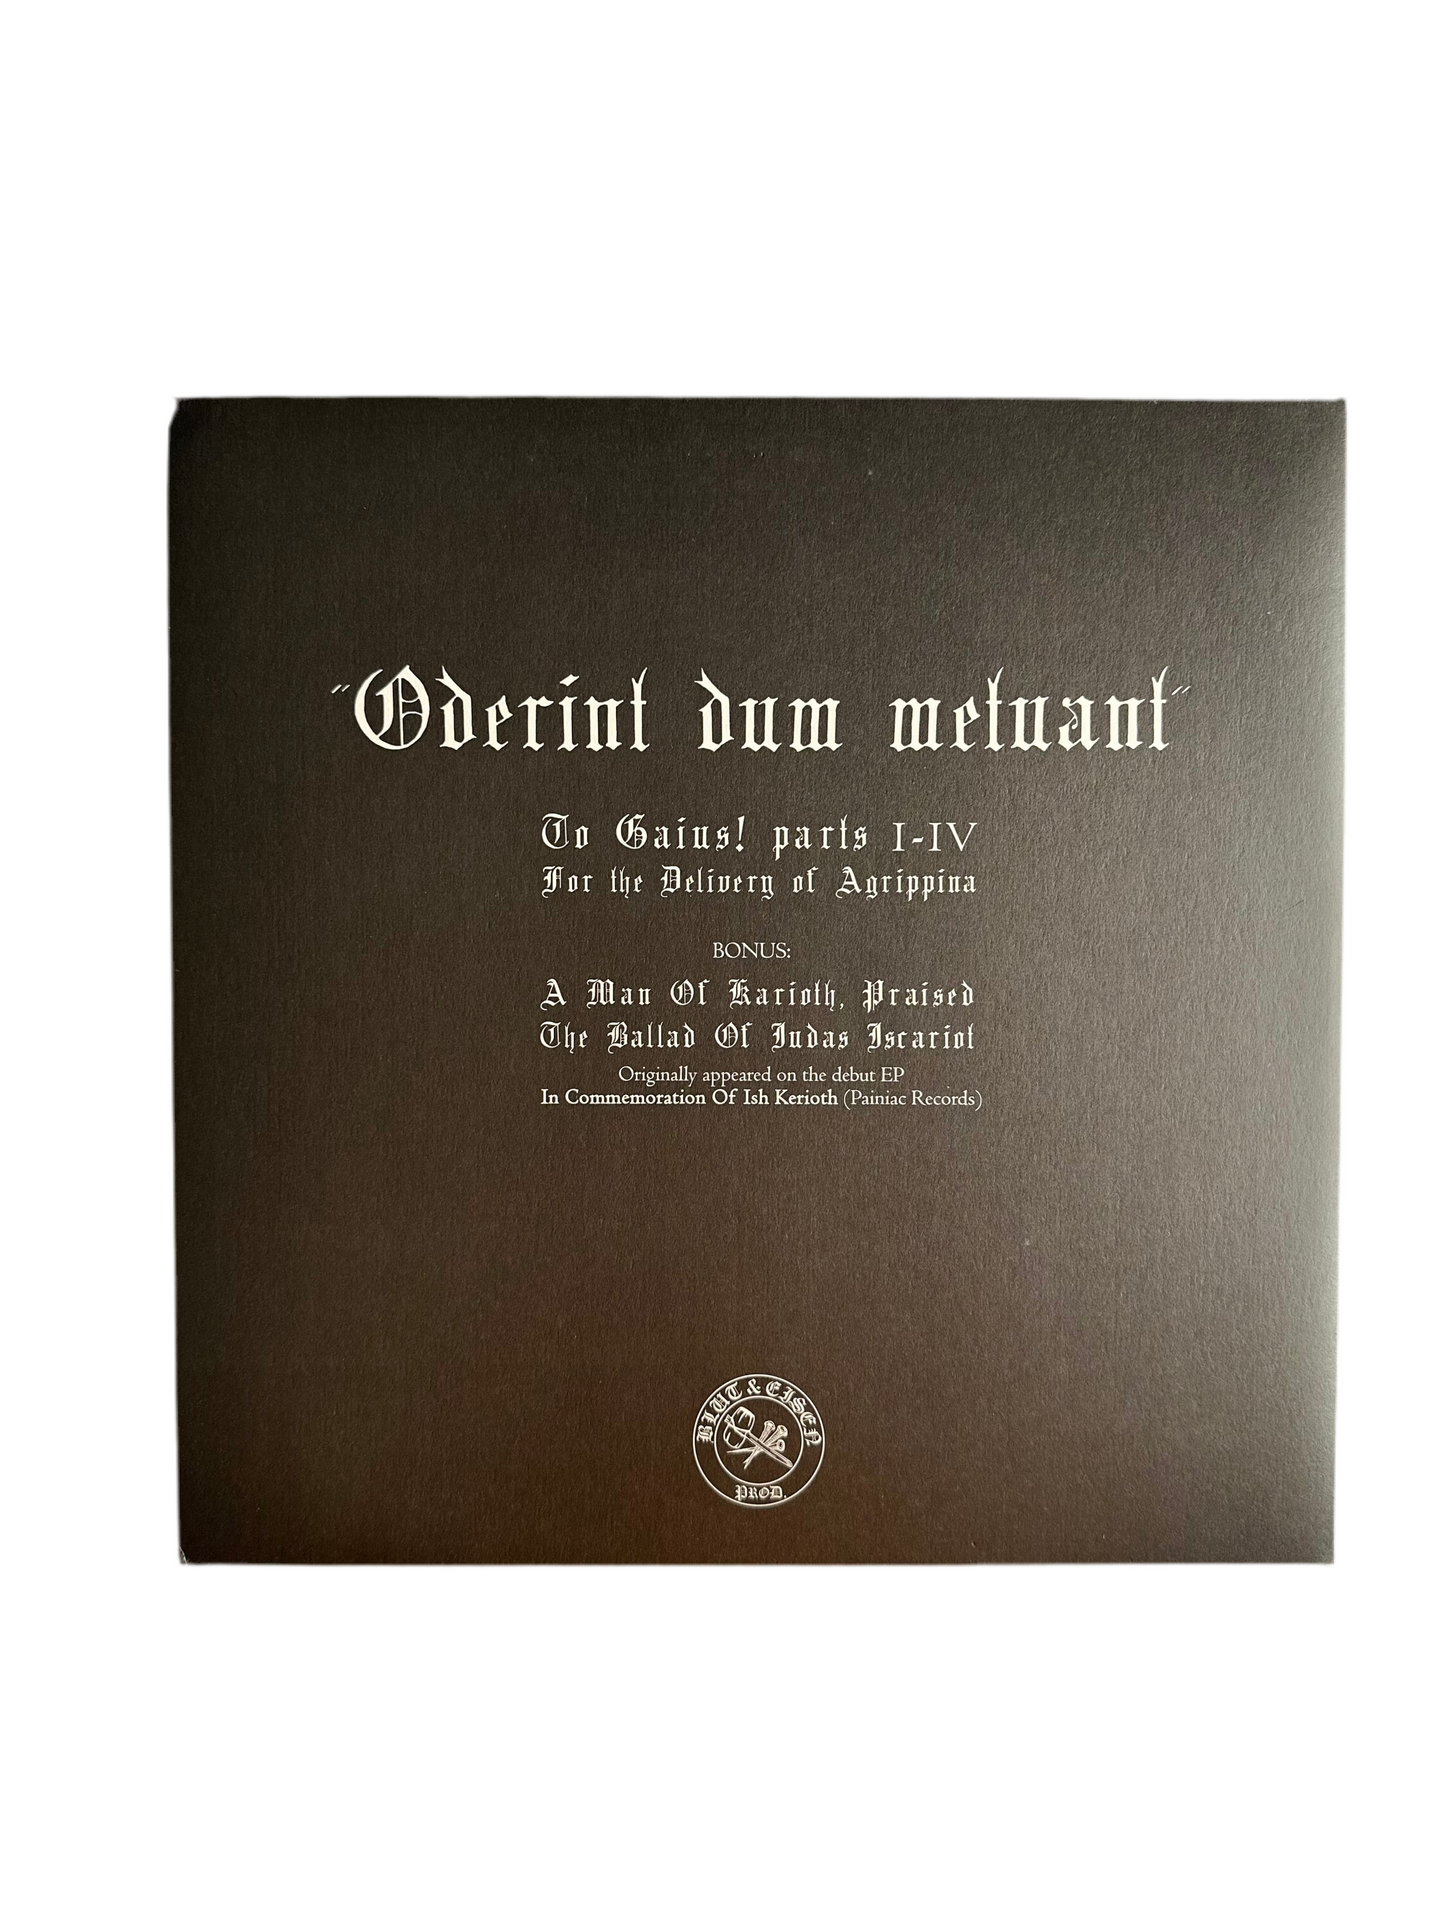 "Oderint dum metuant"
To Gaius! parts I-IV
For the Delivery of Agrippina
BONUS:
A Man Of Karioth, Praised
The Ballad Of Judas Iscariot
Originally appeared on the debut EP
In Commemoration Of Ish Kerioth (Painiac Records)
BLUT & EISEN
PROD.